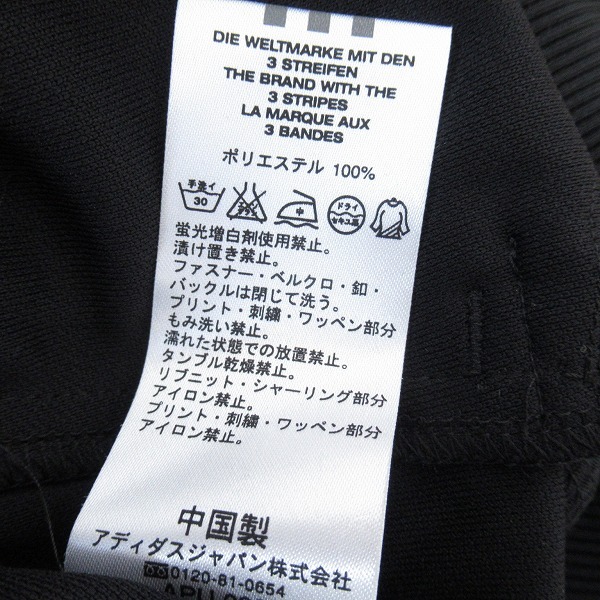 DIE WELTMARKE MIT DEN
3 STREIFEN
THE BRAND WITH THE
3 STRIPES
LA MARQUE AUX
3 BANDES
ポリエステル 100%
手洗イ
30
中
ドライ
セキユ系
蛍光増白剤使用禁止。
漬け置き禁止。
ファスナー・ベルクロ・釦・
バックルは閉じて洗う。
プリント・刺繍・ワッペン部分
もみ洗い禁止。
濡れた状態での放置禁止。
タンブル乾燥禁止。
リブニット・シャーリング部分
アイロン禁止。
プリント・刺繍・ワッペン部分
アイロン禁止。
中国製
アディダスジャパン株式会社
0120-81-0654